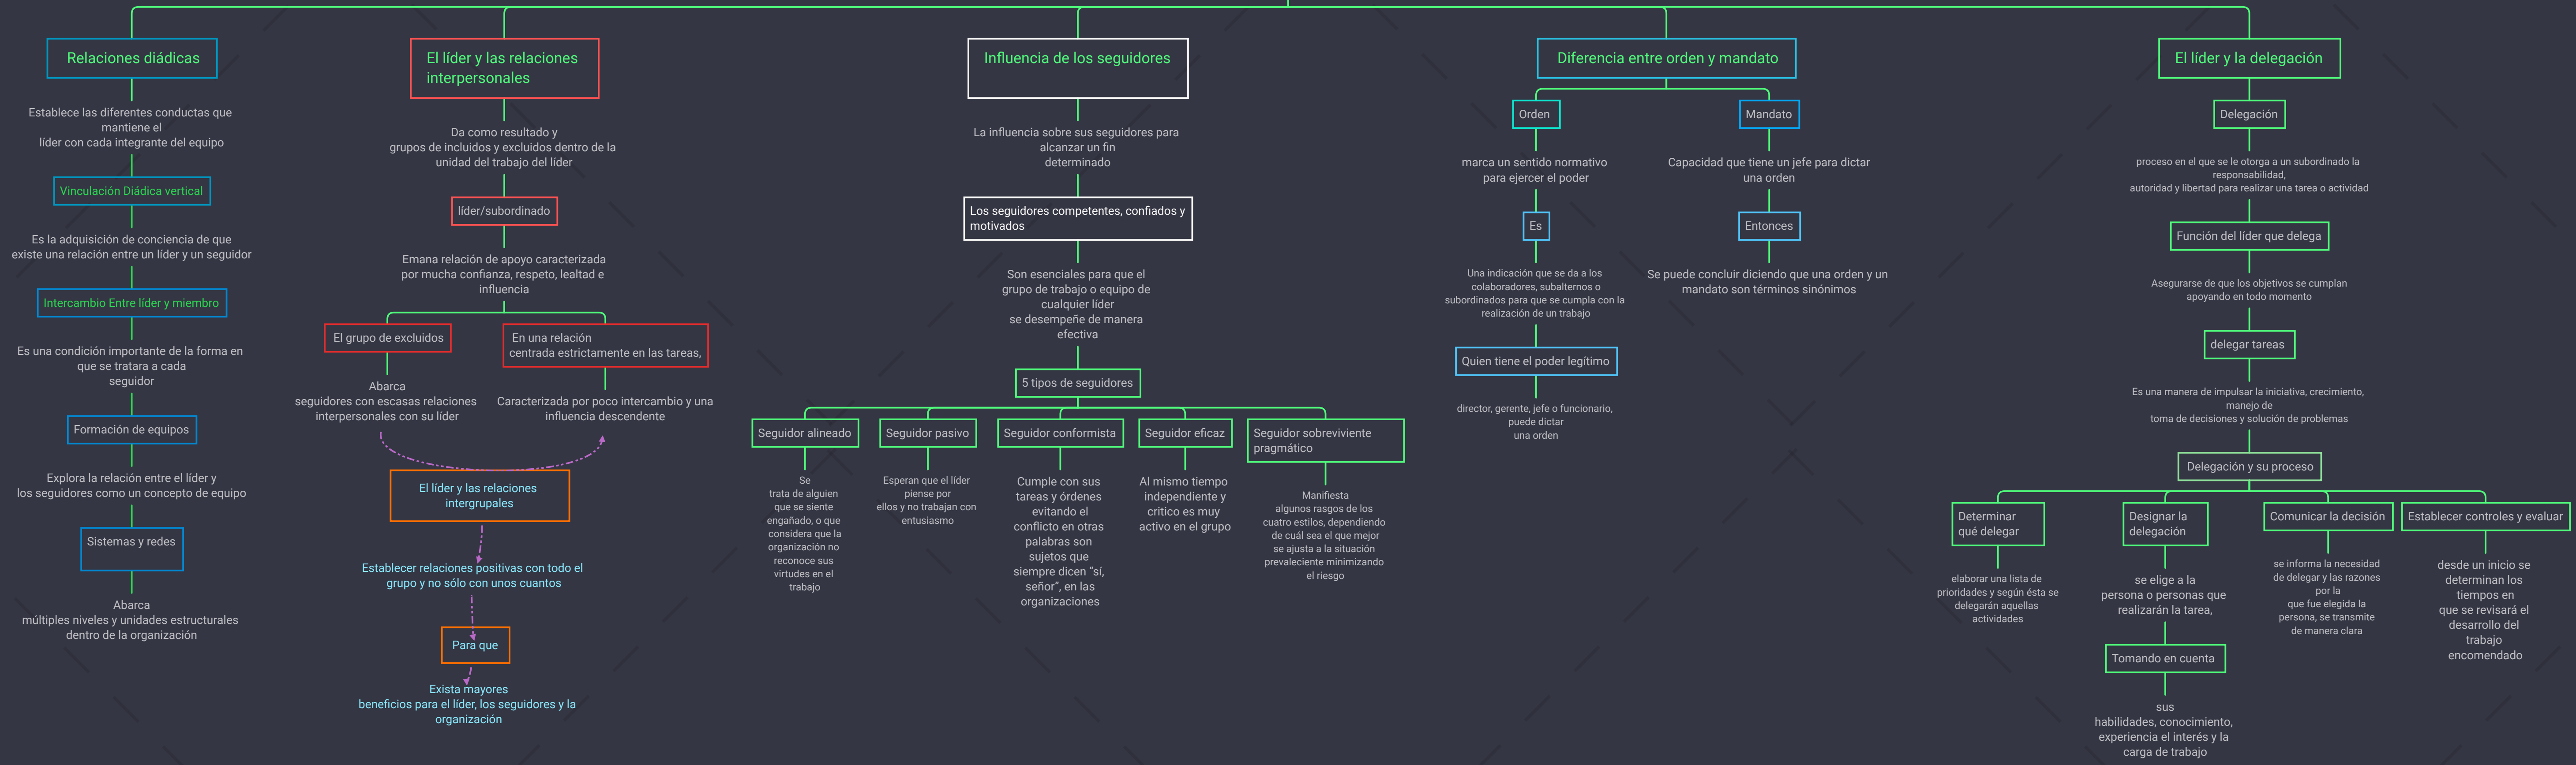 Relaciones diádicas
Establece las diferentes conductas que
mantiene el
líder con cada integrante del equipo
Vinculación Diádica vertical
Es la adquisición de conciencia de que
existe una relación entre un líder y un seguidor
Intercambio Entre líder y miembro
Es una condición importante de la forma en
que se tratara a cada
seguidor
Formación de equipos
Explora la relación entre el líder y
los seguidores como un concepto de equipo
Sistemas y redes
Abarca
múltiples niveles y unidades estructurales
dentro de la organización
El líder y las relaciones
interpersonales
Da como resultado y
grupos de incluidos y excluidos dentro de la
unidad del trabajo del líder
líder/subordinado
Emana relación de apoyo caracterizada
por mucha confianza, respeto, lealtad e
influencia
El grupo de excluidos
Abarca
seguidores con escasas relaciones
interpersonales con su líder
En una relación
centrada estrictamente en las tareas,
Caracterizada por poco intercambio y una
influencia descendente
El líder y las relaciones
intergrupales
Establecer relaciones positivas con todo el
grupo y no sólo con unos cuantos
Para que
Exista mayores
beneficios para el líder, los seguidores y la
organización
Influencia de los seguidores
La influencia sobre sus seguidores para
alcanzar un fin
determinado
Los seguidores competentes, confiados y
motivados
Son esenciales para que el
grupo de trabajo o equipo de
cualquier líder
se desempeñe de manera
efectiva
5 tipos de seguidores
Seguidor alineado
Se
trata de alguien
que se siente
engañado, o que
considera que la
organización no
reconoce sus
virtudes en el
trabajo
Seguidor pasivo
Esperan que el líder
piense por
ellos y no trabajan con
entusiasmo
Seguidor conformista
Cumple con sus
tareas y órdenes
evitando el
conflicto en otras
palabras son
sujetos que
siempre dicen “sí,
señor”, en las
organizaciones
Seguidor eficaz
Al mismo tiempo
independiente y
critico es muy
activo en el grupo
Seguidor sobreviviente
pragmático
Manifiesta
algunos rasgos de los
cuatro estilos, dependiendo
de cuál sea el que mejor
se ajusta a la situación
prevaleciente minimizando
el riesgo
Diferencia entre orden y mandato
Orden
marca un sentido normativo
para ejercer el poder
Es
Una indicación que se da a los
colaboradores, subalternos o
subordinados para que se cumpla con la
realización de un trabajo
Quien tiene el poder legítimo
director, gerente, jefe o funcionario,
puede dictar
una orden
Mandato
Capacidad que tiene un jefe para dictar
una orden
Entonces
Se puede concluir diciendo que una orden y un
mandato son términos sinónimos
El líder y la delegación
Delegación
proceso en el que se le otorga a un subordinado la
responsabilidad,
autoridad y libertad para realizar una tarea o actividad
Función del líder que delega
Asegurarse de que los objetivos se cumplan
apoyando en todo momento
delegar tareas
Es una manera de impulsar la iniciativa, crecimiento,
manejo de
toma de decisiones y solución de problemas
Delegación y su proceso
Determinar
qué delegar
elaborar una lista de
prioridades y según ésta se
delegarán aquellas
actividades
Designar la
delegación
se elige a la
persona o personas que
realizarán la tarea,
Tomando en cuenta
sus
habilidades, conocimiento,
experiencia el interés y la
carga de trabajo
Comunicar la decisión
se informa la necesidad
de delegar y las razones
por la
que fue elegida la
persona, se transmite
de manera clara
Establecer controles y evaluar
desde un inicio se
determinan los
tiempos en
que se revisará el
desarrollo del
trabajo
encomendado